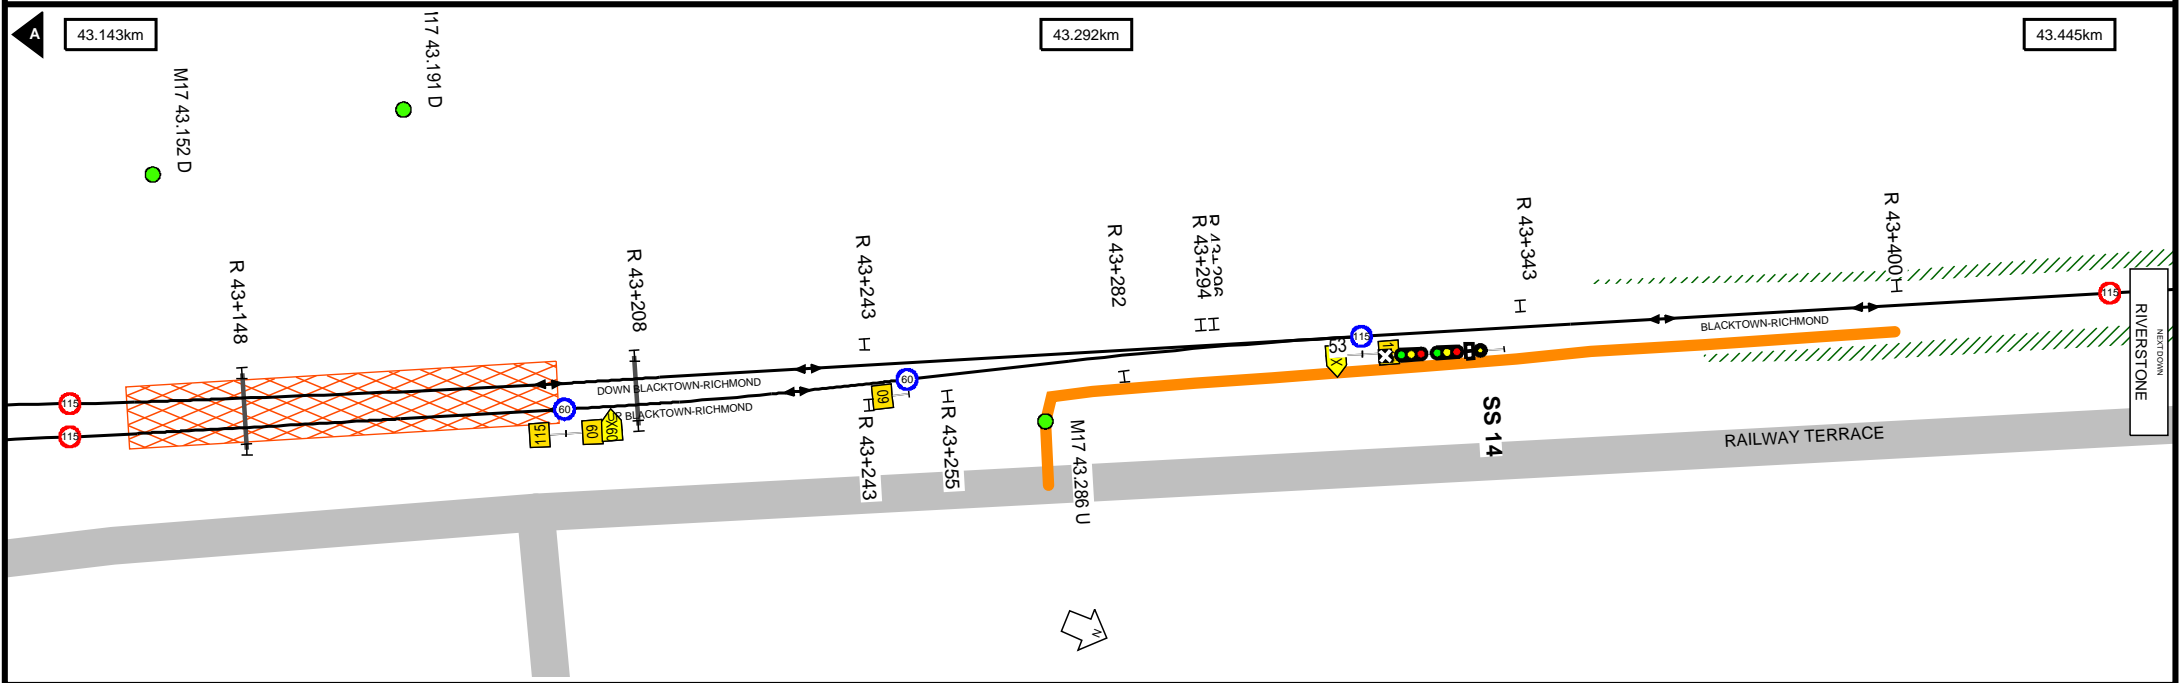 A
43.143km
43.292km
43.445km
M17 43.152 D
43.191 D
R 43+148
R 43+208
R 43+243
R 43+282
R 43+294
R 43+343
R 43+400
115
115
DOWN BLACKTOWN-RICHMOND
UP BLACKTOWN-RICHMOND
BLACKTOWN-RICHMOND
60
60
115
115
115
60
X60
60
53
X
R 43+243
R 43+255
M17 43.286 U
SS 14
RAILWAY TERRACE
RIVERSTONE
NEXT DOWN
N